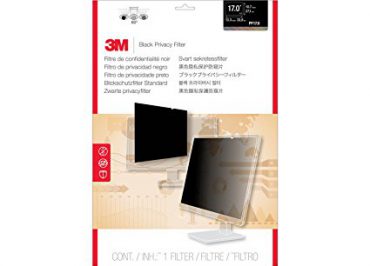 3M
Black Privacy Filter
17.0"
Filtre de confidentialité noir
Filtro de privacidad negro
Filtro de privacidade preto
Blickschutzfilter Standard
Zwarte privacyfilter
Svart sekretessfilter
ブラックプライバシーフィルター
CONT. / INH.: 1 FILTER / FILTRE / FILTRO